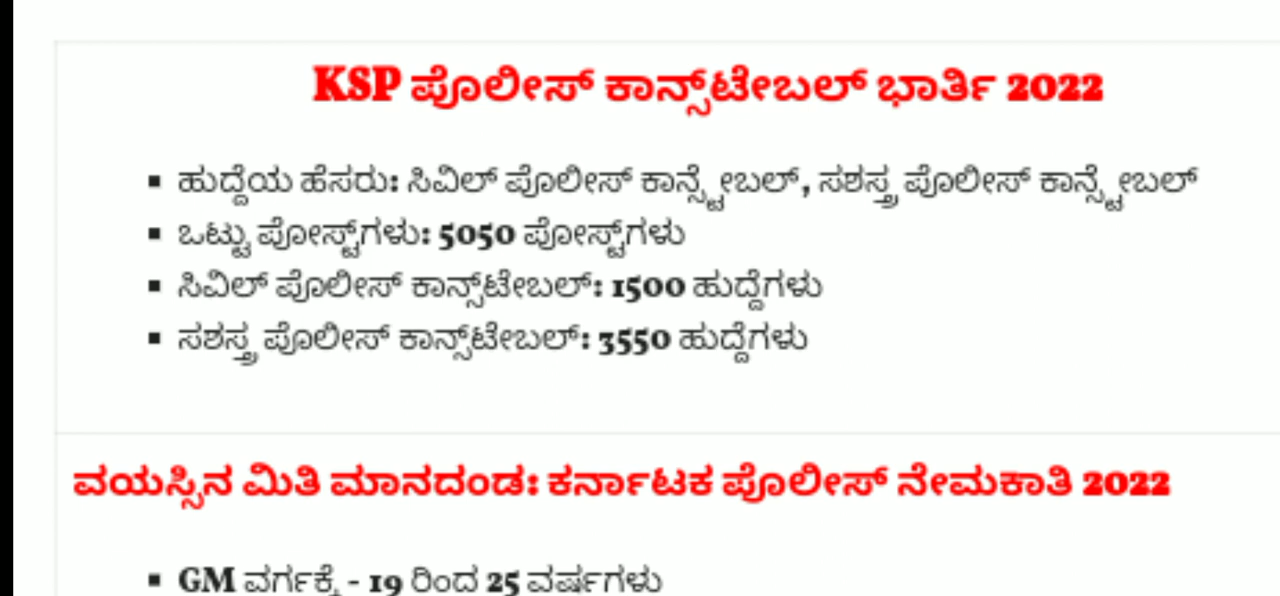 KSP ಪೊಲೀಸ್ ಕಾನ್ಸ್‌ಟೇಬಲ್ ಭಾರ್ತಿ 2022
▪ ಹುದ್ದೆಯ ಹೆಸರು: ಸಿವಿಲ್ ಪೊಲೀಸ್ ಕಾನ್ಸ್ಟೇಬಲ್, ಸಶಸ್ತ್ರ ಪೊಲೀಸ್ ಕಾನ್ಸ್ಟೇಬಲ್
▪ ಒಟ್ಟು ಪೋಸ್ಟ್‌ಗಳು: 5050 ಪೋಸ್ಟ್‌ಗಳು
▪ ಸಿವಿಲ್ ಪೊಲೀಸ್ ಕಾನ್ಸ್‌ಟೇಬಲ್: 1500 ಹುದ್ದೆಗಳು
▪ ಸಶಸ್ತ್ರ ಪೊಲೀಸ್ ಕಾನ್ಸ್‌ಟೇಬಲ್: 3550 ಹುದ್ದೆಗಳು
ವಯಸ್ಸಿನ ಮಿತಿ ಮಾನದಂಡ: ಕರ್ನಾಟಕ ಪೊಲೀಸ್ ನೇಮಕಾತಿ 2022
▪ GM ವರ್ಗಕ್ಕೆ - 19 ರಿಂದ 25 ವರ್ಷಗಳು